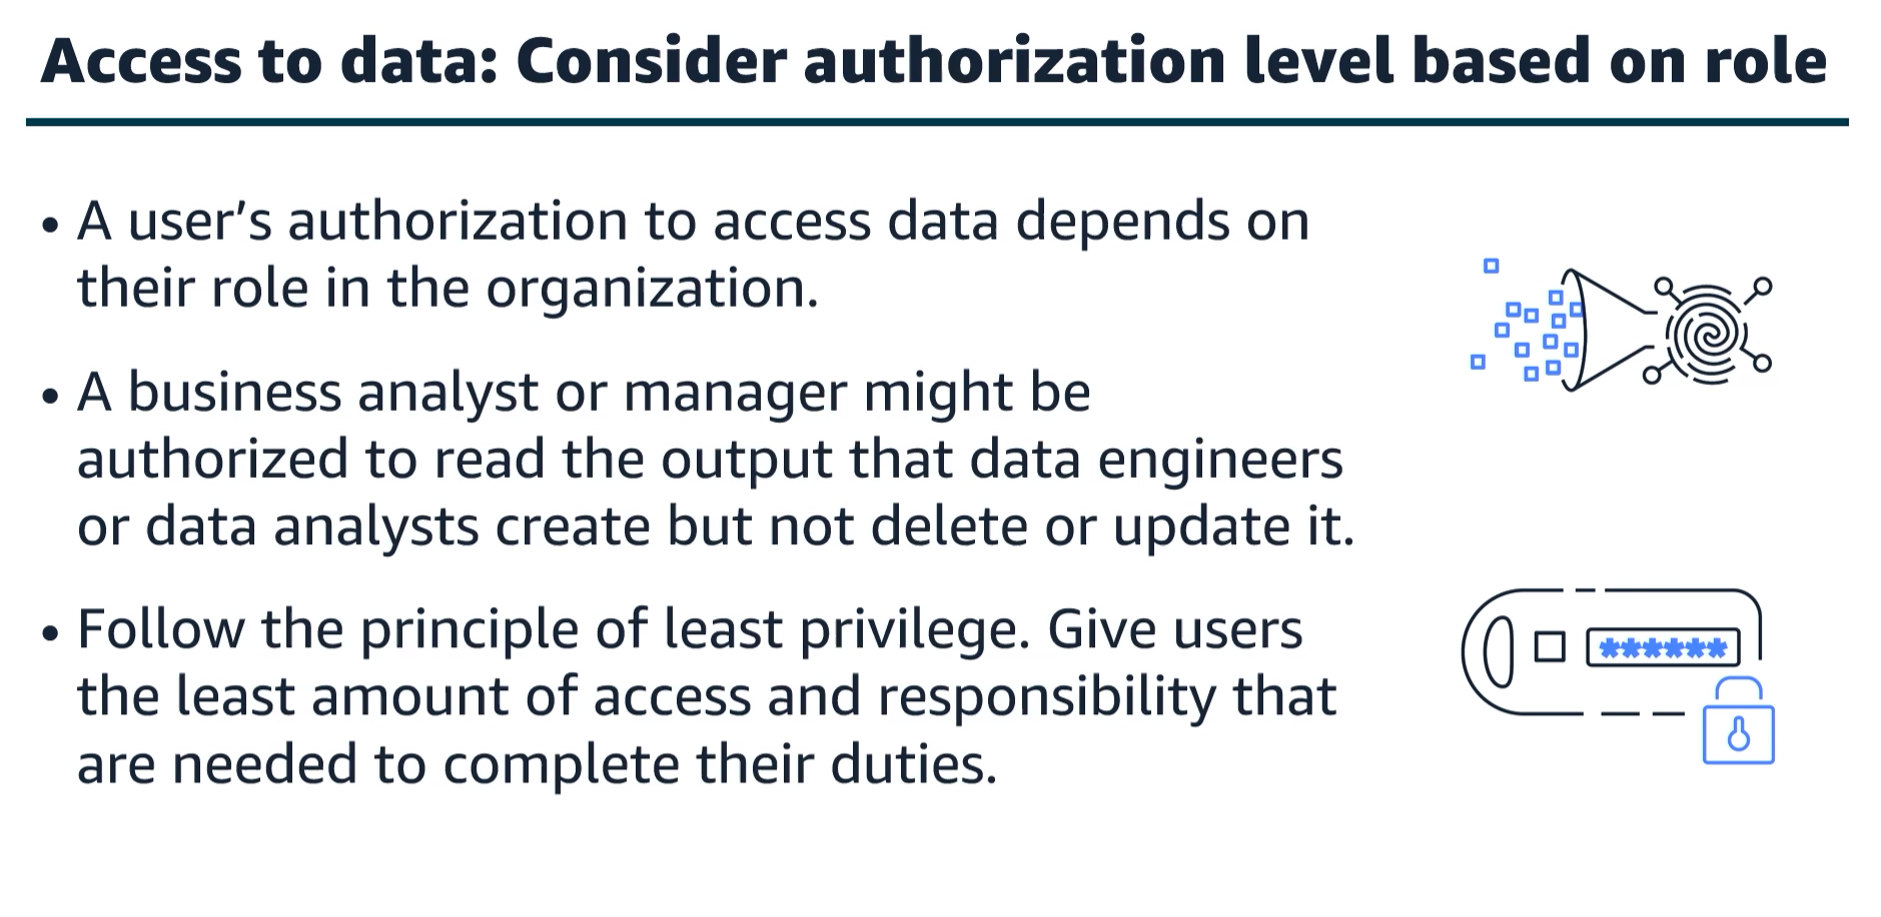 Access to data: Consider authorization level based on role
• A user’s authorization to access data depends on
their role in the organization.
• A business analyst or manager might be
authorized to read the output that data engineers
or data analysts create but not delete or update it.
• Follow the principle of least privilege. Give users
the least amount of access and responsibility that
are needed to complete their duties.
******